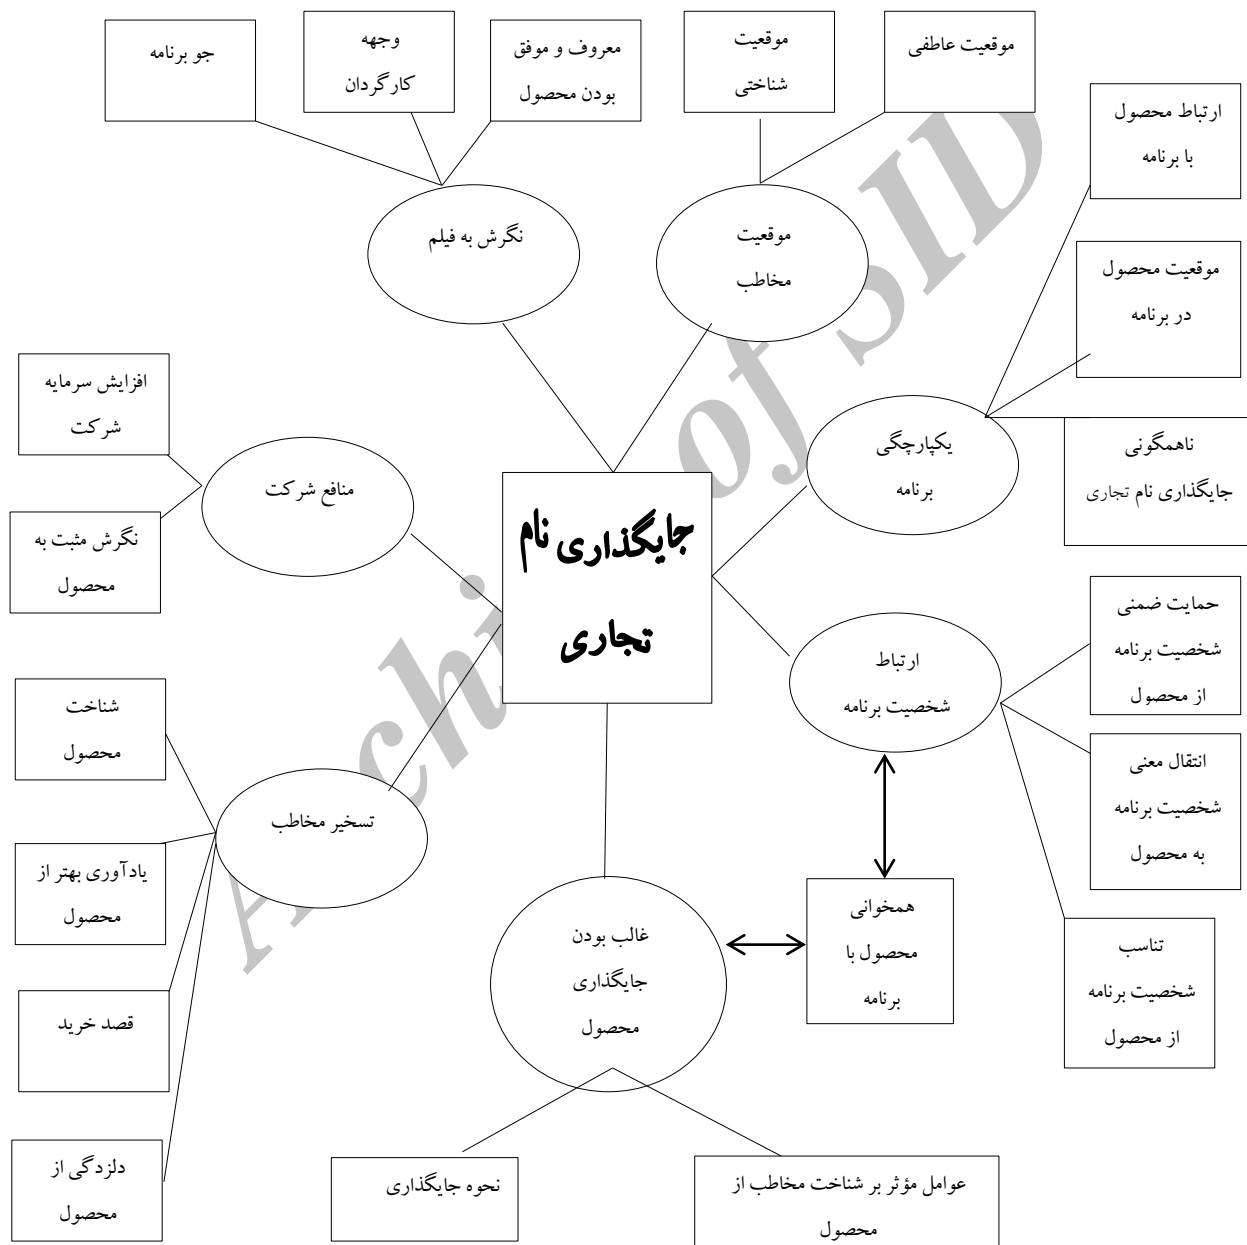 جو برنامه
وجهه
کارگردان
معروف و موفق
بودن محصول
موقعیت
شناختی
موقعیت عاطفی
ارتباط محصول
با برنامه
نگرش به فیلم
موقعیت
مخاطب
موقعیت محصول
در برنامه
افزایش سرمایه
شرکت
منافع شرکت
یکپارچگی
برنامه
ناهمگونی
جایگذاری نام تجاری
نگرش مثبت به
محصول
جایگذاری نام
تجاری
حمایت ضمنی
شخصیت برنامه
از محصول
ارتباط
شخصیت برنامه
شناخت
محصول
انتقال معنی
شخصیت برنامه
به محصول
تسخیر مخاطب
یادآوری بهتر از
محصول
همخوانی
محصول با
برنامه
غالب بودن
جایگذاری
محصول
تناسب
شخصیت برنامه
از محصول
قصد خرید
دلزدگی از
محصول
نحوه جایگذاری
عوامل مؤثر بر شناخت مخاطب از
محصول
Archive of SID